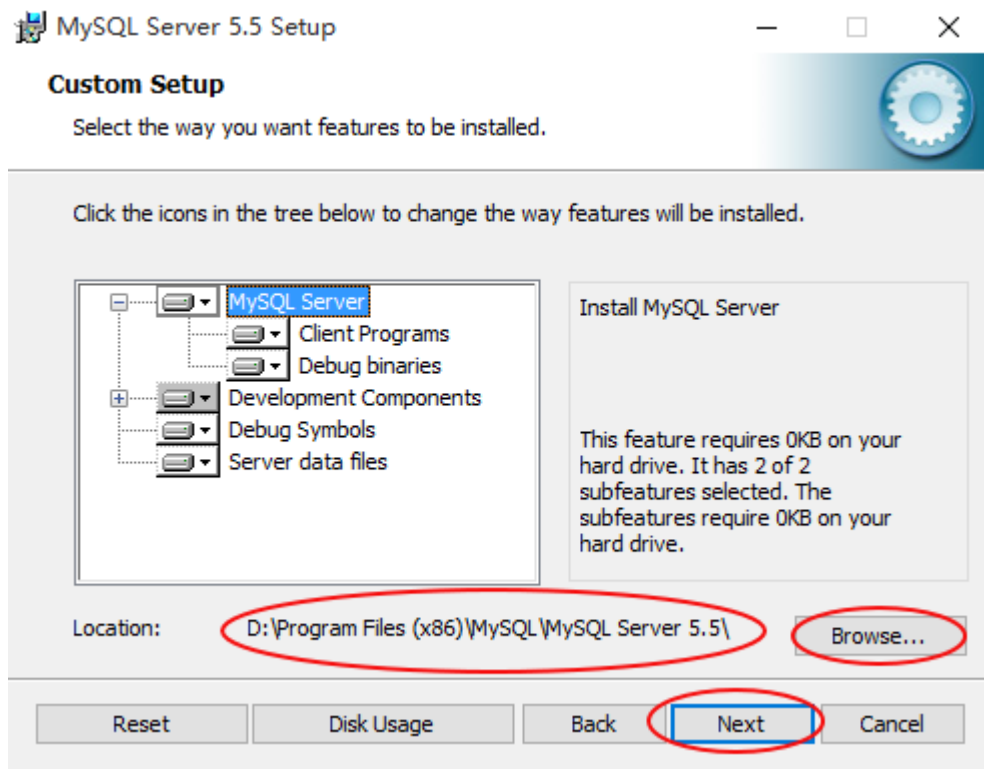 MySQL Server 5.5 Setup
Custom Setup
Select the way you want features to be installed.
Click the icons in the tree below to change the way features will be installed.
MySQL Server
Client Programs
Debug binaries
Development Components
Debug Symbols
Server data files
Install MySQL Server
This feature requires 0KB on your
hard drive. It has 2 of 2
subfeatures selected. The
subfeatures require 0KB on your
hard drive.
Location: D:\Program Files (x86)\MySQL\MySQL Server 5.5\ Browse...
Reset Disk Usage Back Next Cancel